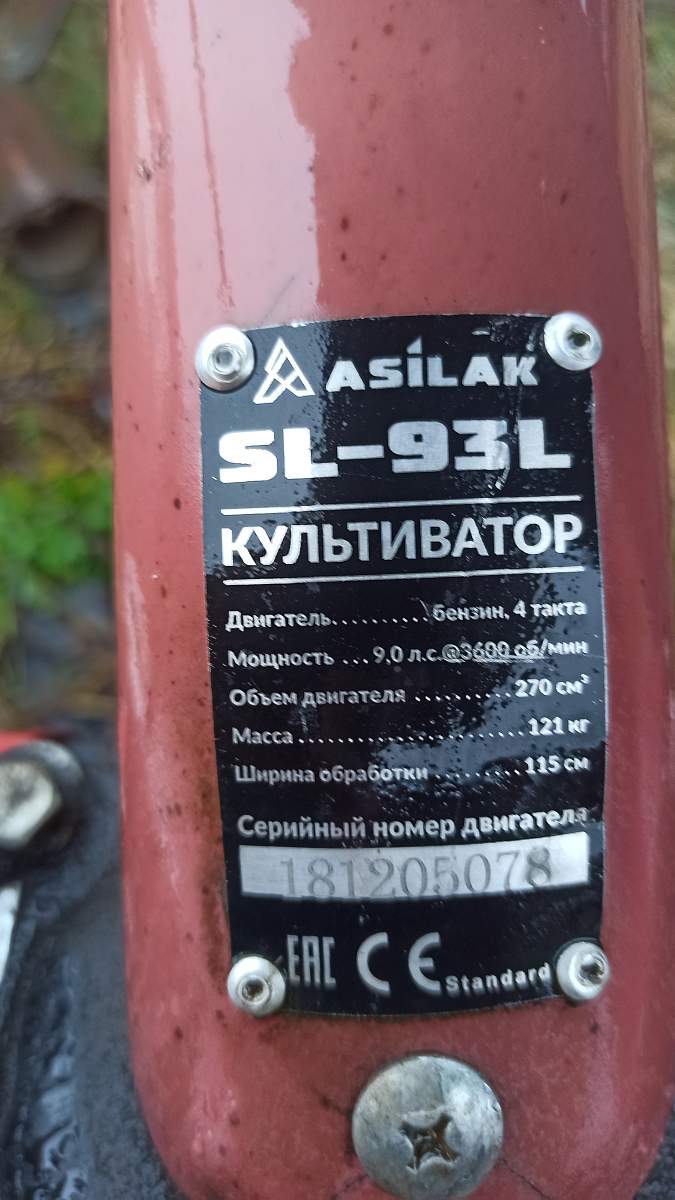 ASiLAK
SL-93L
КУЛЬТИВАТОР
Двигатель.......... бензин, 4 такта
Мощность ... 9,0 л.с.@3600 об/мин
Объем двигателя .......... 270 см³
Масса......................... 121 кг
Ширина обработки ......... 115 см
Серийный номер двигателя
181205078
EAC CE Standard